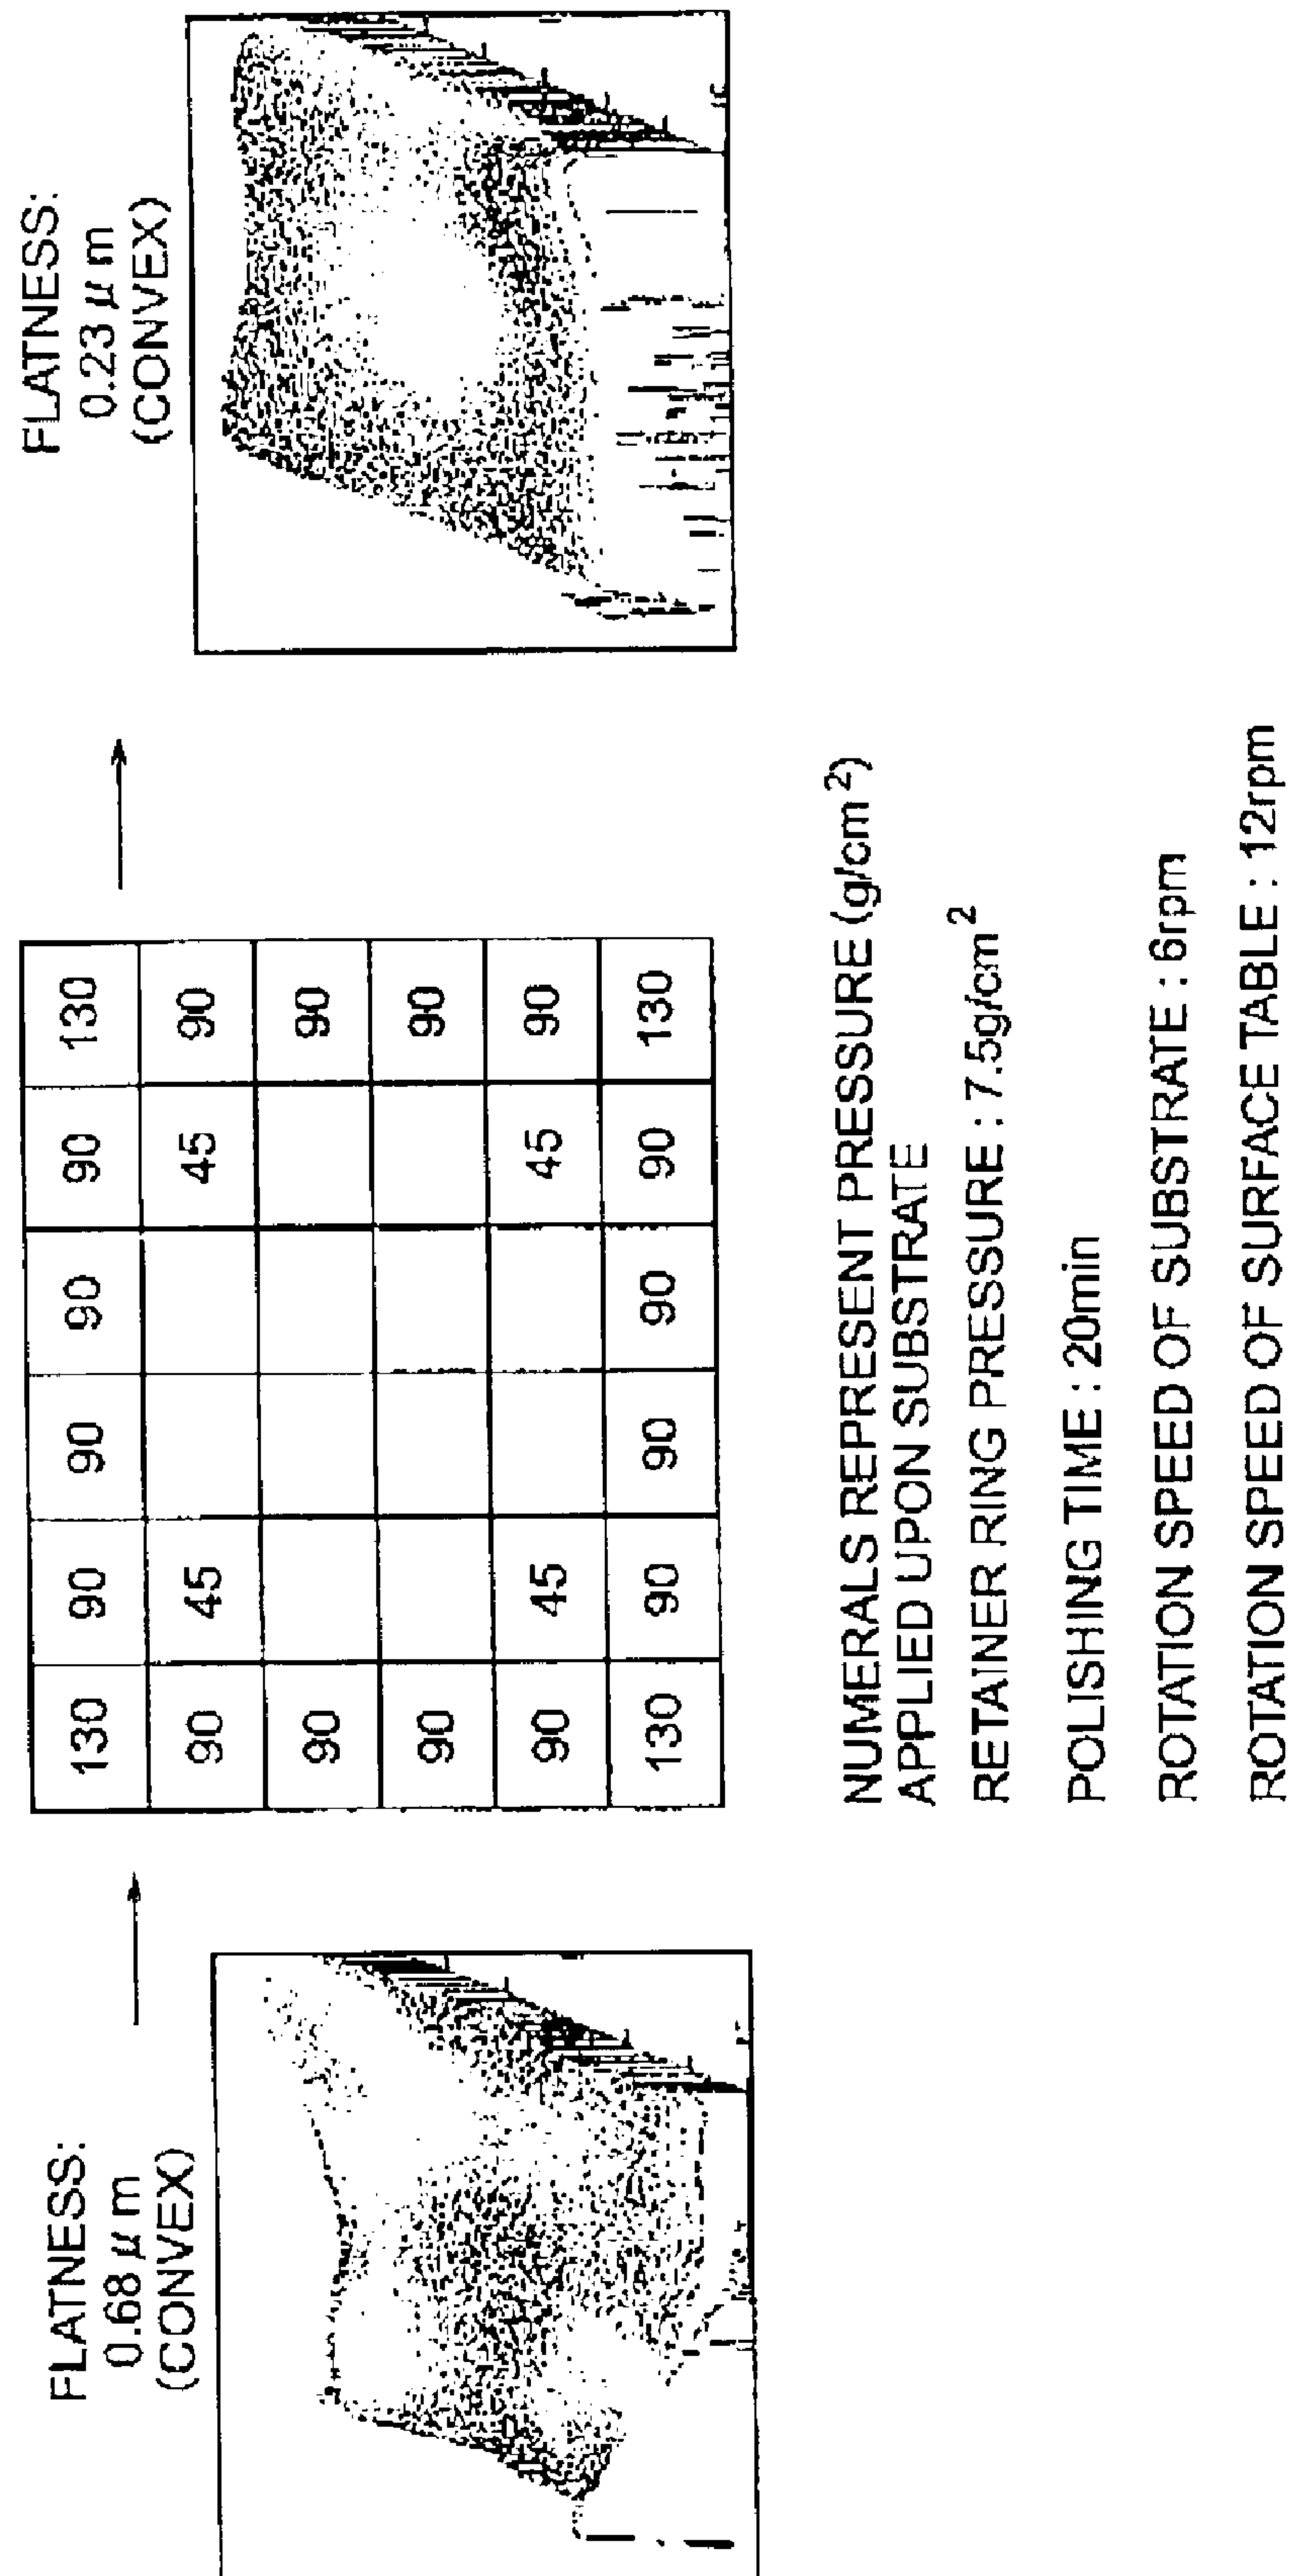 FLATNESS:
0.68 μm
(CONVEX)
130 90 90 90 90 130
90 45 45 90
90 90
90 90
90 45 45 90
130 90 90 90 90 130
FLATNESS:
0.23 μm
(CONVEX)
NUMERALS REPRESENT PRESSURE (g/cm²)
APPLIED UPON SUBSTRATE
RETAINER RING PRESSURE : 7.5g/cm²
POLISHING TIME : 20min
ROTATION SPEED OF SUBSTRATE : 6rpm
ROTATION SPEED OF SURFACE TABLE : 12rpm